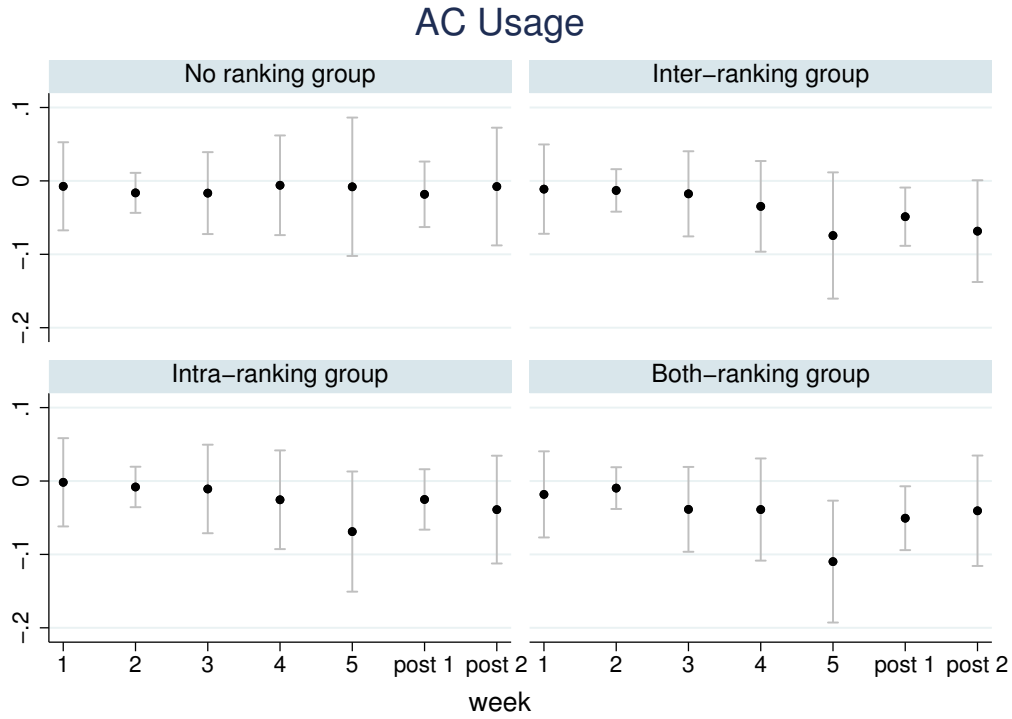 AC Usage
No ranking group
Inter−ranking group
.1
0
−.1
−.2
Intra−ranking group
Both−ranking group
.1
0
−.1
−.2
1 2 3 4 5 post 1 post 2
1 2 3 4 5 post 1 post 2
week